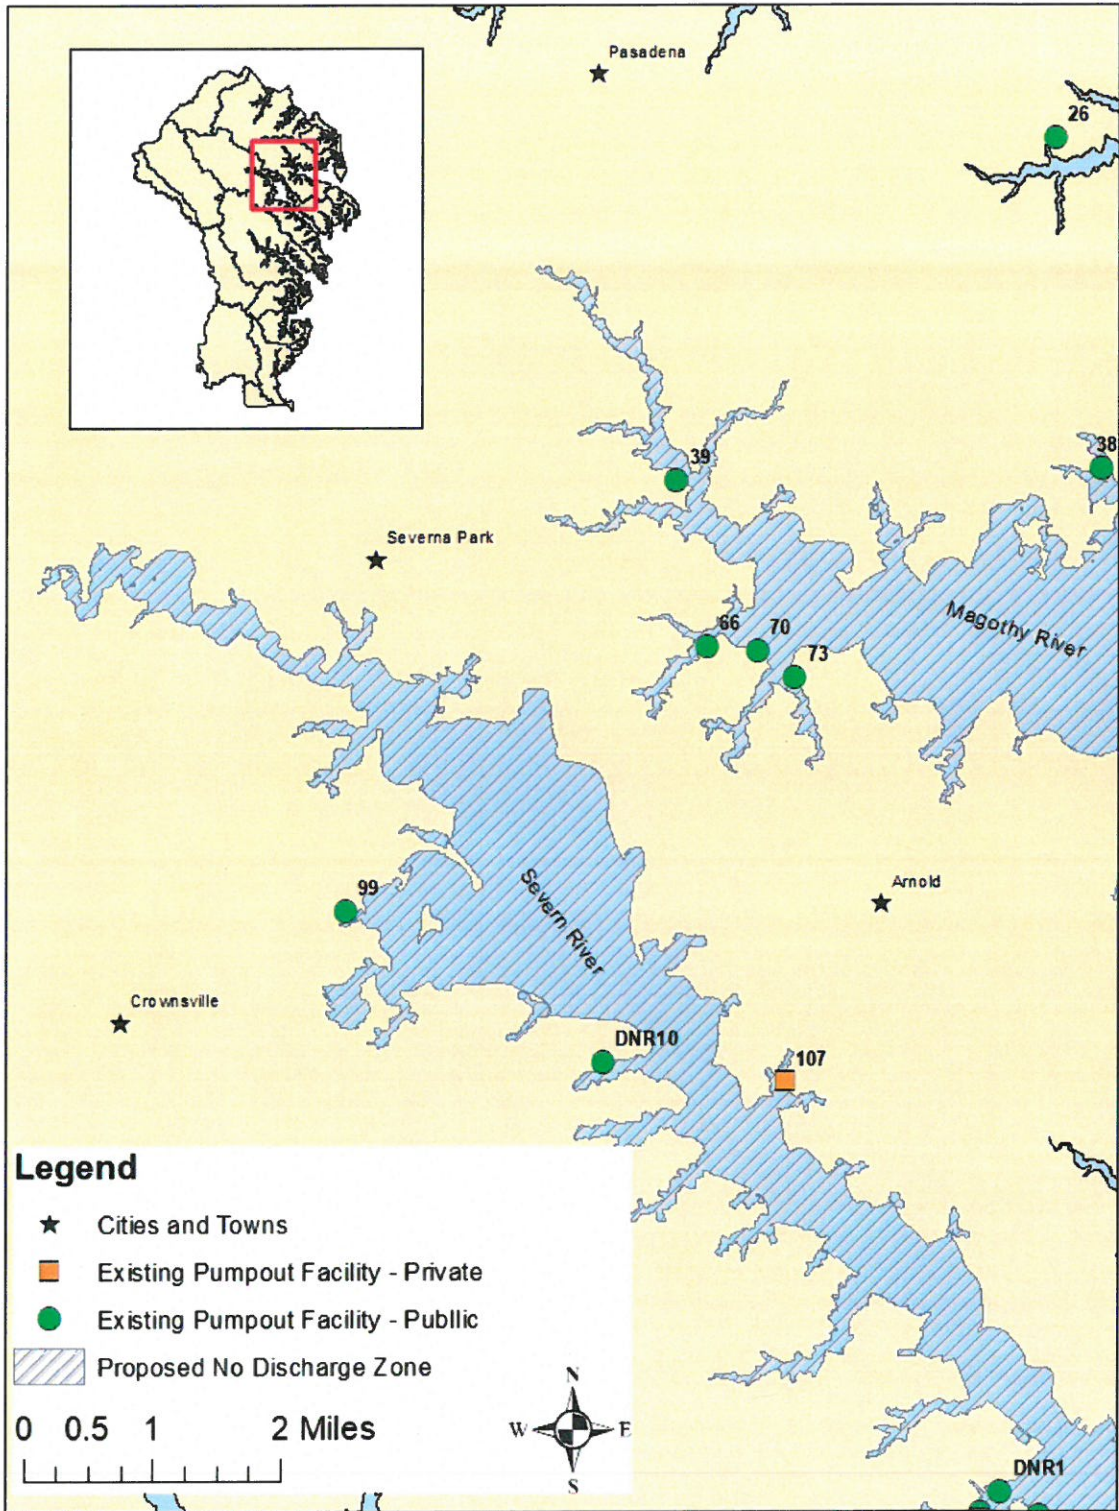 Pasadena
26
39
38
Severna Park
Magothy River
66
70
73
Arnold
99
Severn River
Crownsville
DNR10
107
Legend
Cities and Towns
Existing Pumpout Facility - Private
Existing Pumpout Facility - Publlic
Proposed No Discharge Zone
0 0.5 1 2 Miles
N
W E
S
DNR1